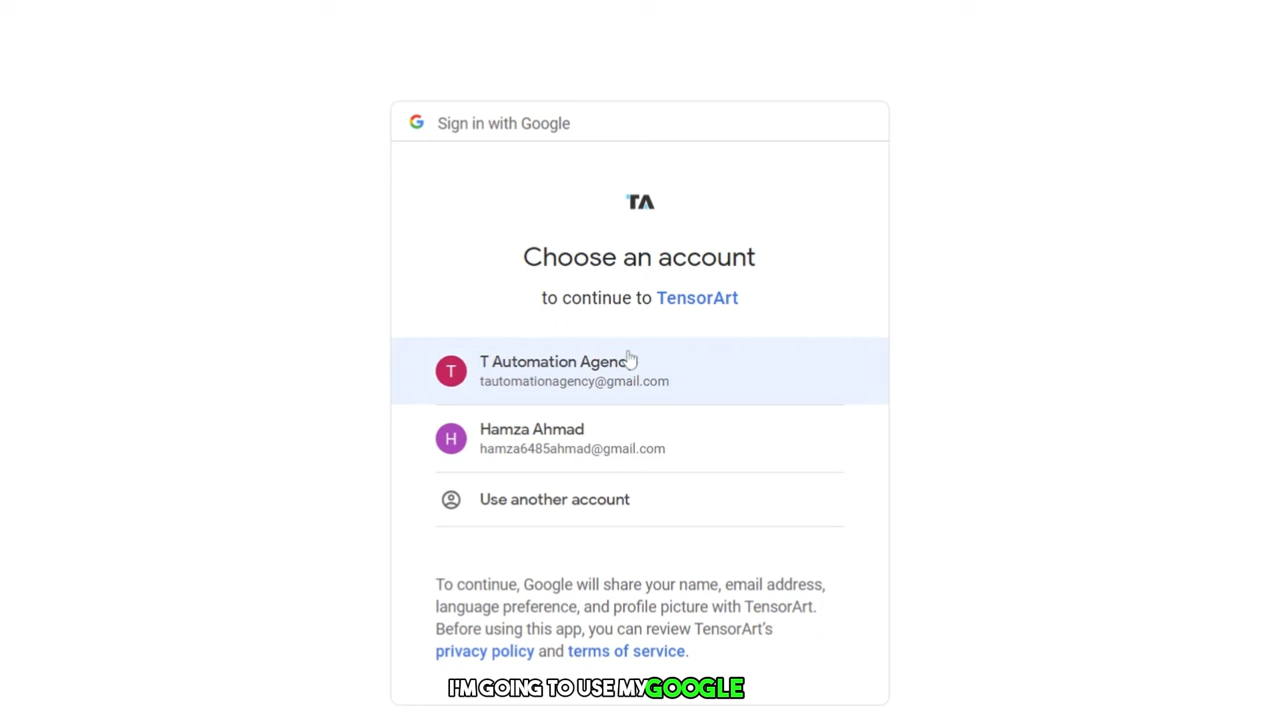 Sign in with Google
TA
Choose an account
to continue to TensorArt
T
T Automation Agency
tautomationagency@gmail.com
H
Hamza Ahmad
hamza6485ahmad@gmail.com
Use another account
To continue, Google will share your name, email address,
language preference, and profile picture with TensorArt.
Before using this app, you can review TensorArt's
privacy policy and terms of service.
I'M GOING TO USE MY GOOGLE